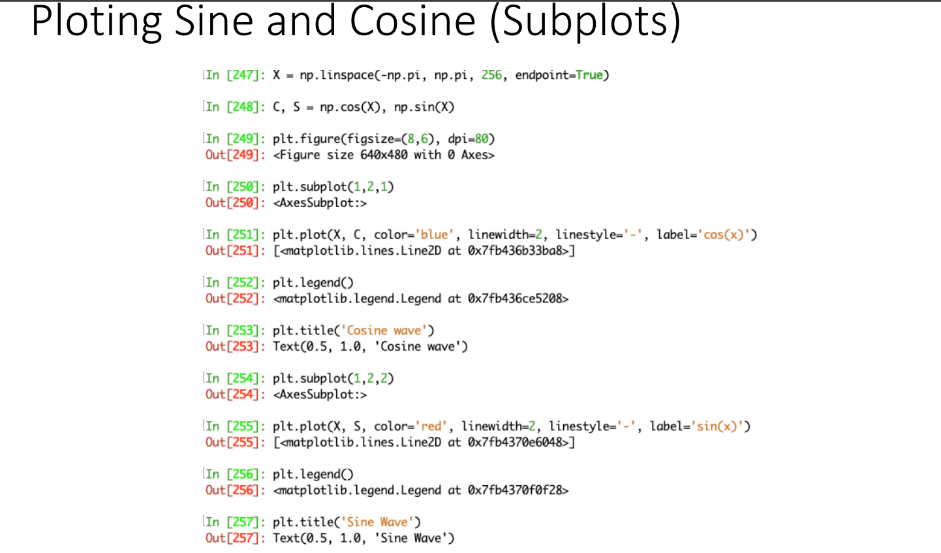 Ploting Sine and Cosine (Subplots)
In [247]: X = np.linspace(-np.pi, np.pi, 256, endpoint=True)
In [248]: C, S = np.cos(X), np.sin(X)
In [249]: plt.figure(figsize=(8,6), dpi=80)
Out[249]: <Figure size 640x480 with 0 Axes>
In [250]: plt.subplot(1,2,1)
Out[250]: <AxesSubplot:>
In [251]: plt.plot(X, C, color='blue', linewidth=2, linestyle='-', label='cos(x)')
Out[251]: [<matplotlib.lines.Line2D at 0x7fb436b33ba8>]
In [252]: plt.legend()
Out[252]: <matplotlib.legend.Legend at 0x7fb436ce5208>
In [253]: plt.title('Cosine wave')
Out[253]: Text(0.5, 1.0, 'Cosine wave')
In [254]: plt.subplot(1,2,2)
Out[254]: <AxesSubplot:>
In [255]: plt.plot(X, S, color='red', linewidth=2, linestyle='-', label='sin(x)')
Out[255]: [<matplotlib.lines.Line2D at 0x7fb4370e6048>]
In [256]: plt.legend()
Out[256]: <matplotlib.legend.Legend at 0x7fb4370f0f28>
In [257]: plt.title('Sine Wave')
Out[257]: Text(0.5, 1.0, 'Sine Wave')